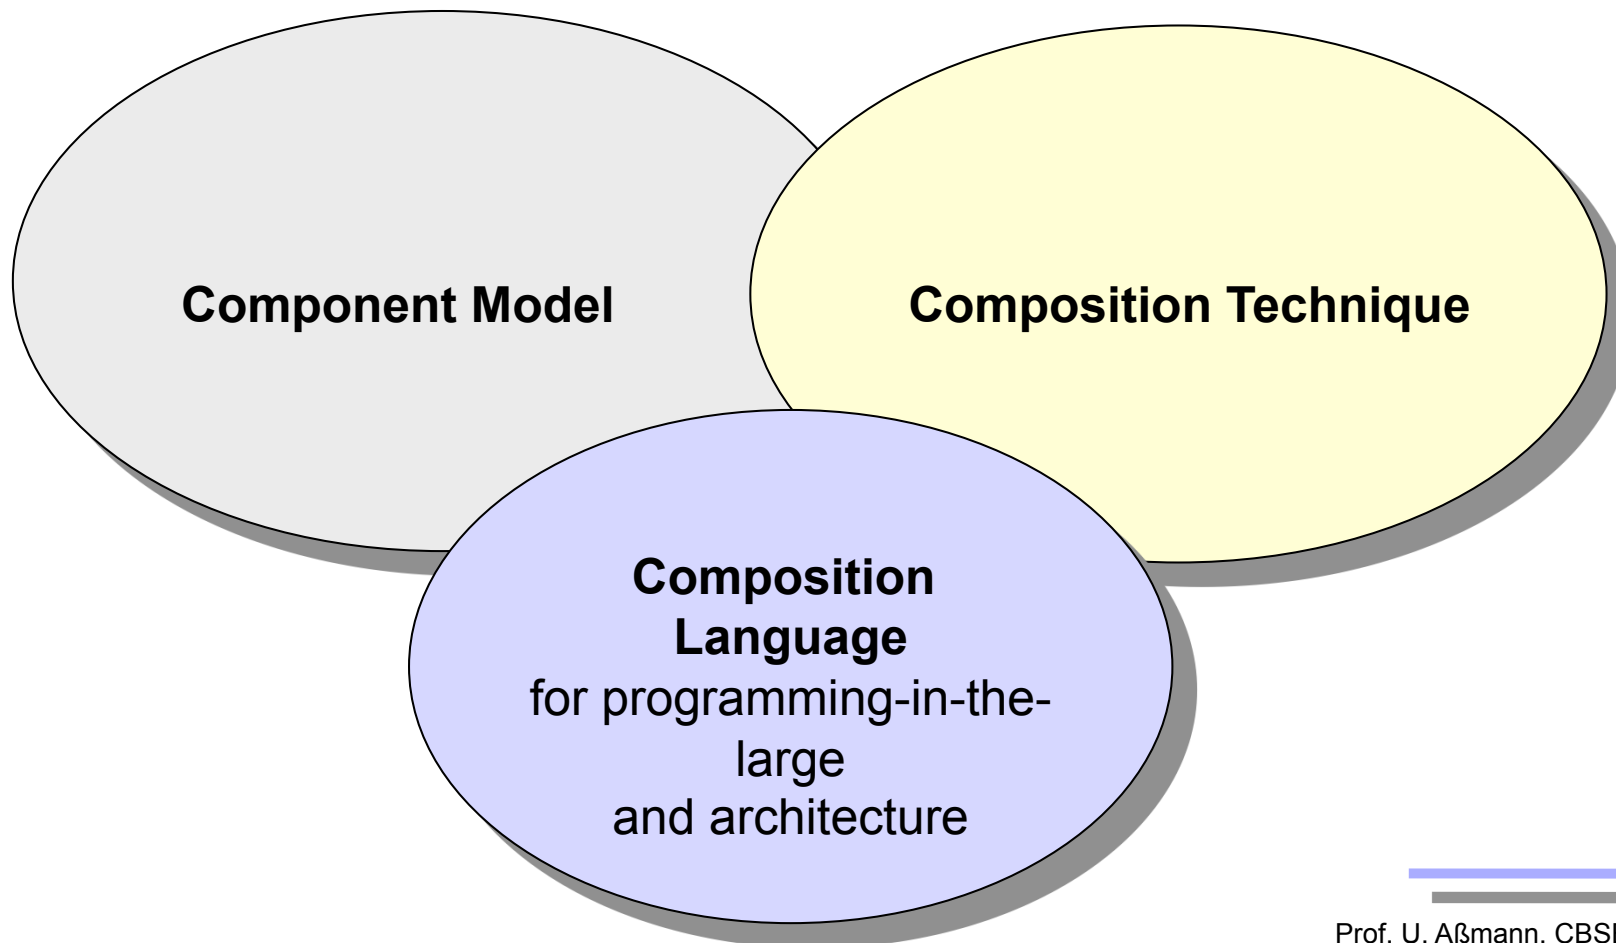 Component Model
Composition Technique
Composition
Language
for programming-in-the-
large
and architecture
Prof. U. Aßmann, CBSE